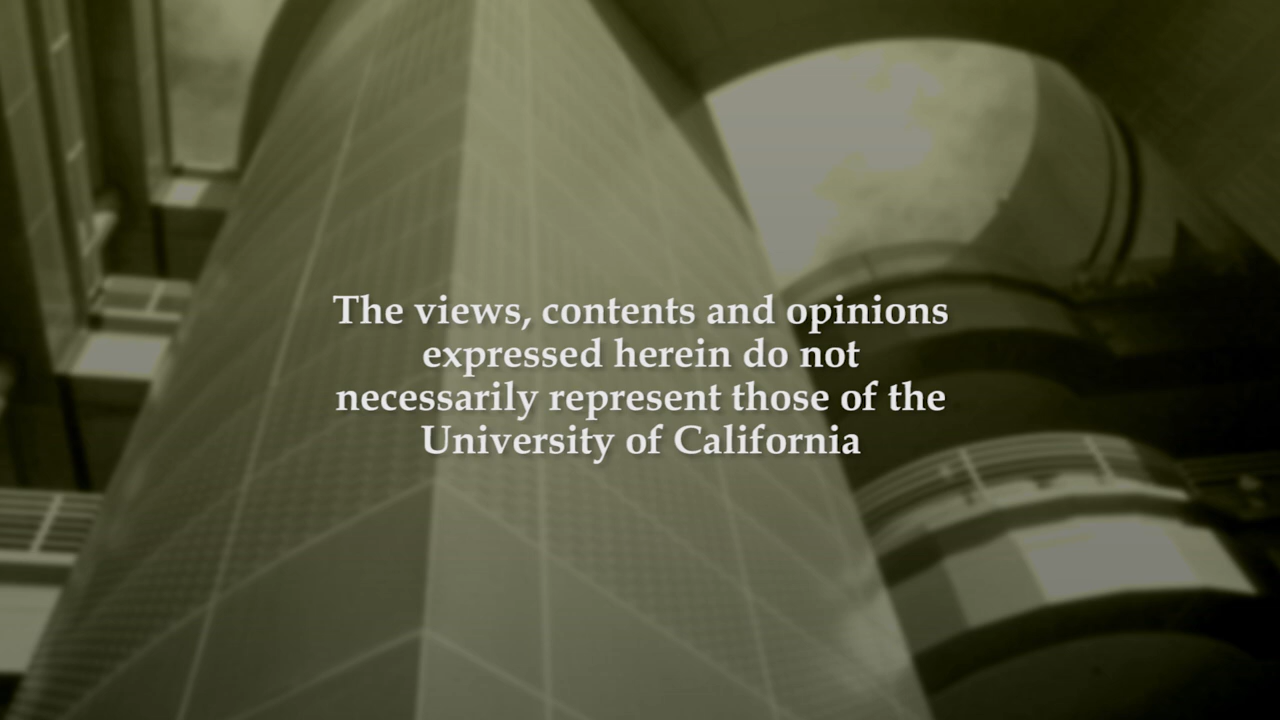 The views, contents and opinions
expressed herein do not
necessarily represent those of the
University of California